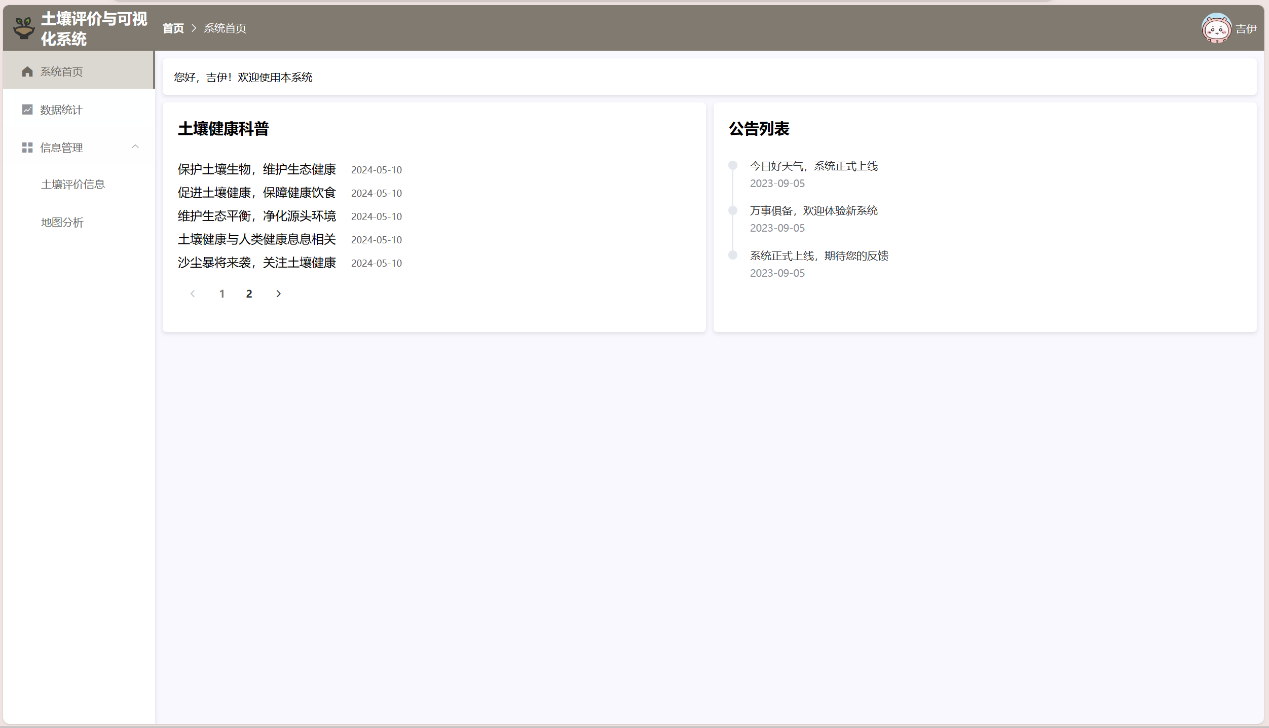 土壤评价与可视
化系统
首页 > 系统首页
吉伊
系统首页
数据统计
信息管理
土壤评价信息
地图分析
您好，吉伊！欢迎使用本系统
土壤健康科普
保护土壤生物，维护生态健康 2024-05-10
促进土壤健康，保障健康饮食 2024-05-10
维护生态平衡，净化源头环境 2024-05-10
土壤健康与人类健康息息相关 2024-05-10
沙尘暴将来袭，关注土壤健康 2024-05-10
< 1 2 >
公告列表
今日好天气，系统正式上线
2023-09-05
万事俱备，欢迎体验新系统
2023-09-05
系统正式上线，期待您的反馈
2023-09-05